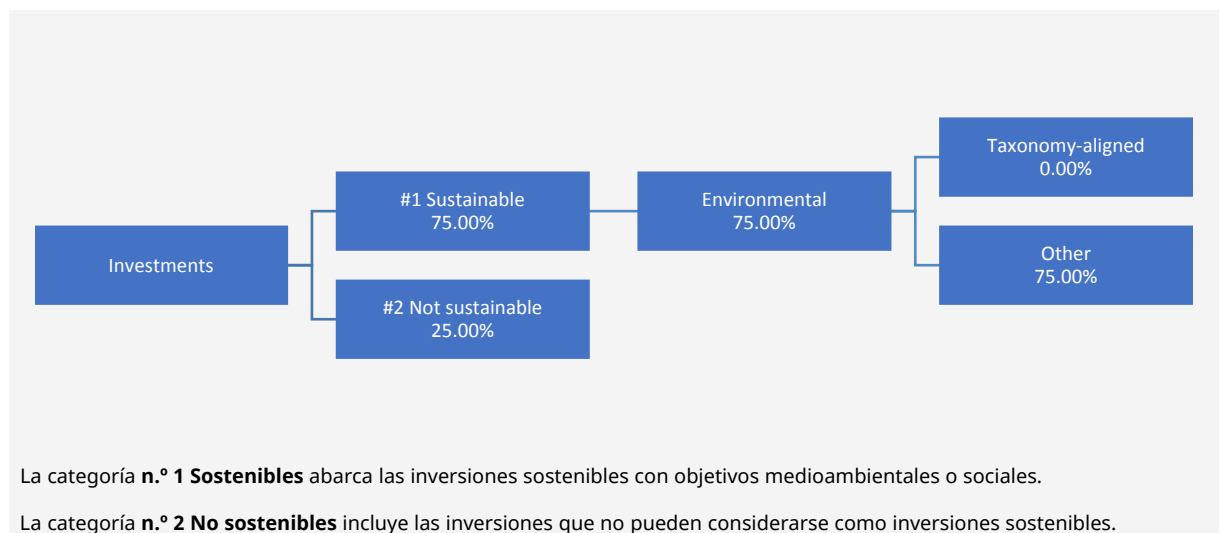 Taxonomy-aligned
0.00%
#1 Sustainable
75.00%
Environmental
75.00%
Investments
Other
75.00%
#2 Not sustainable
25.00%
La categoría n.º 1 Sostenibles abarca las inversiones sostenibles con objetivos medioambientales o sociales.
La categoría n.º 2 No sostenibles incluye las inversiones que no pueden considerarse como inversiones sostenibles.